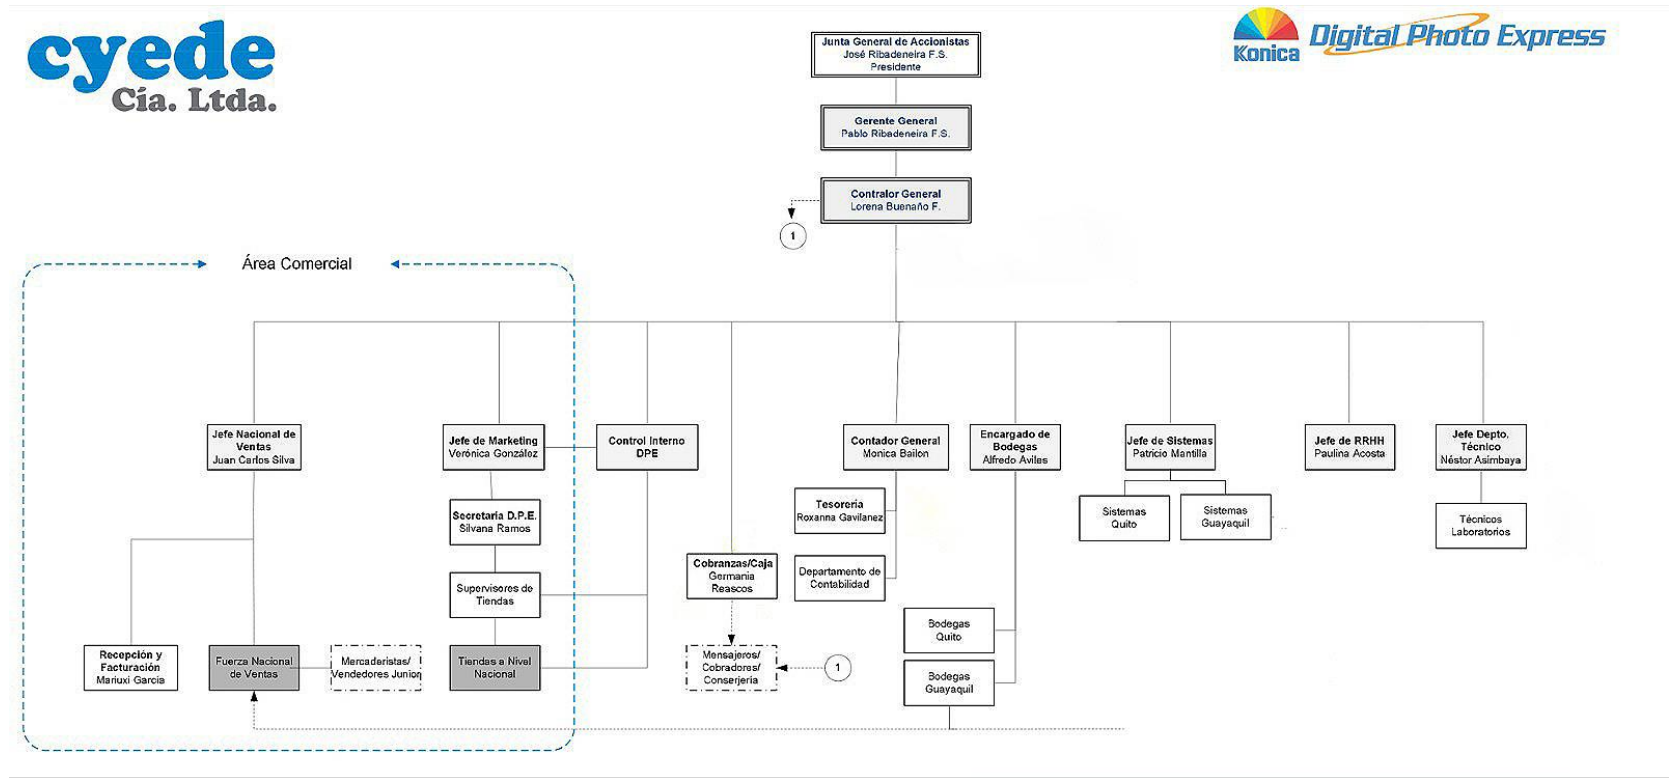 cyede
Cía. Ltda.
Konica
Digital Photo Express
Junta General de Accionistas
José Ribadeneira F.S.
Presidente
Gerente General
Pablo Ribadeneira F.S.
Contralor General
Lorena Buenaño F.
1
Área Comercial
Jefe Nacional de
Ventas
Juan Carlos Silva
Jefe de Marketing
Verónica González
Control Interno
DPE
Contador General
Monica Bailon
Encargado de
Bodegas
Alfredo Aviles
Jefe de Sistemas
Patricio Mantilla
Jefe de RRHH
Paulina Acosta
Jefe Depto.
Técnico
Néstor Asimbaya
Secretaria D.P.E.
Silvana Ramos
Tesoreria
Roxanna Gavilanez
Sistemas
Quito
Sistemas
Guayaquil
Técnicos
Laboratorios
Supervisores de
Tiendas
Cobranzas/Caja
Germania
Reascos
Departamento de
Contabilidad
Bodegas
Quito
Recepción y
Facturación
Mariuxi García
Fuerza Nacional
de Ventas
Mercaderistas/
Vendedores Junior
Tiendas a Nivel
Nacional
Mensajeros/
Cobradores/
Conserjería
1
Bodegas
Guayaquil